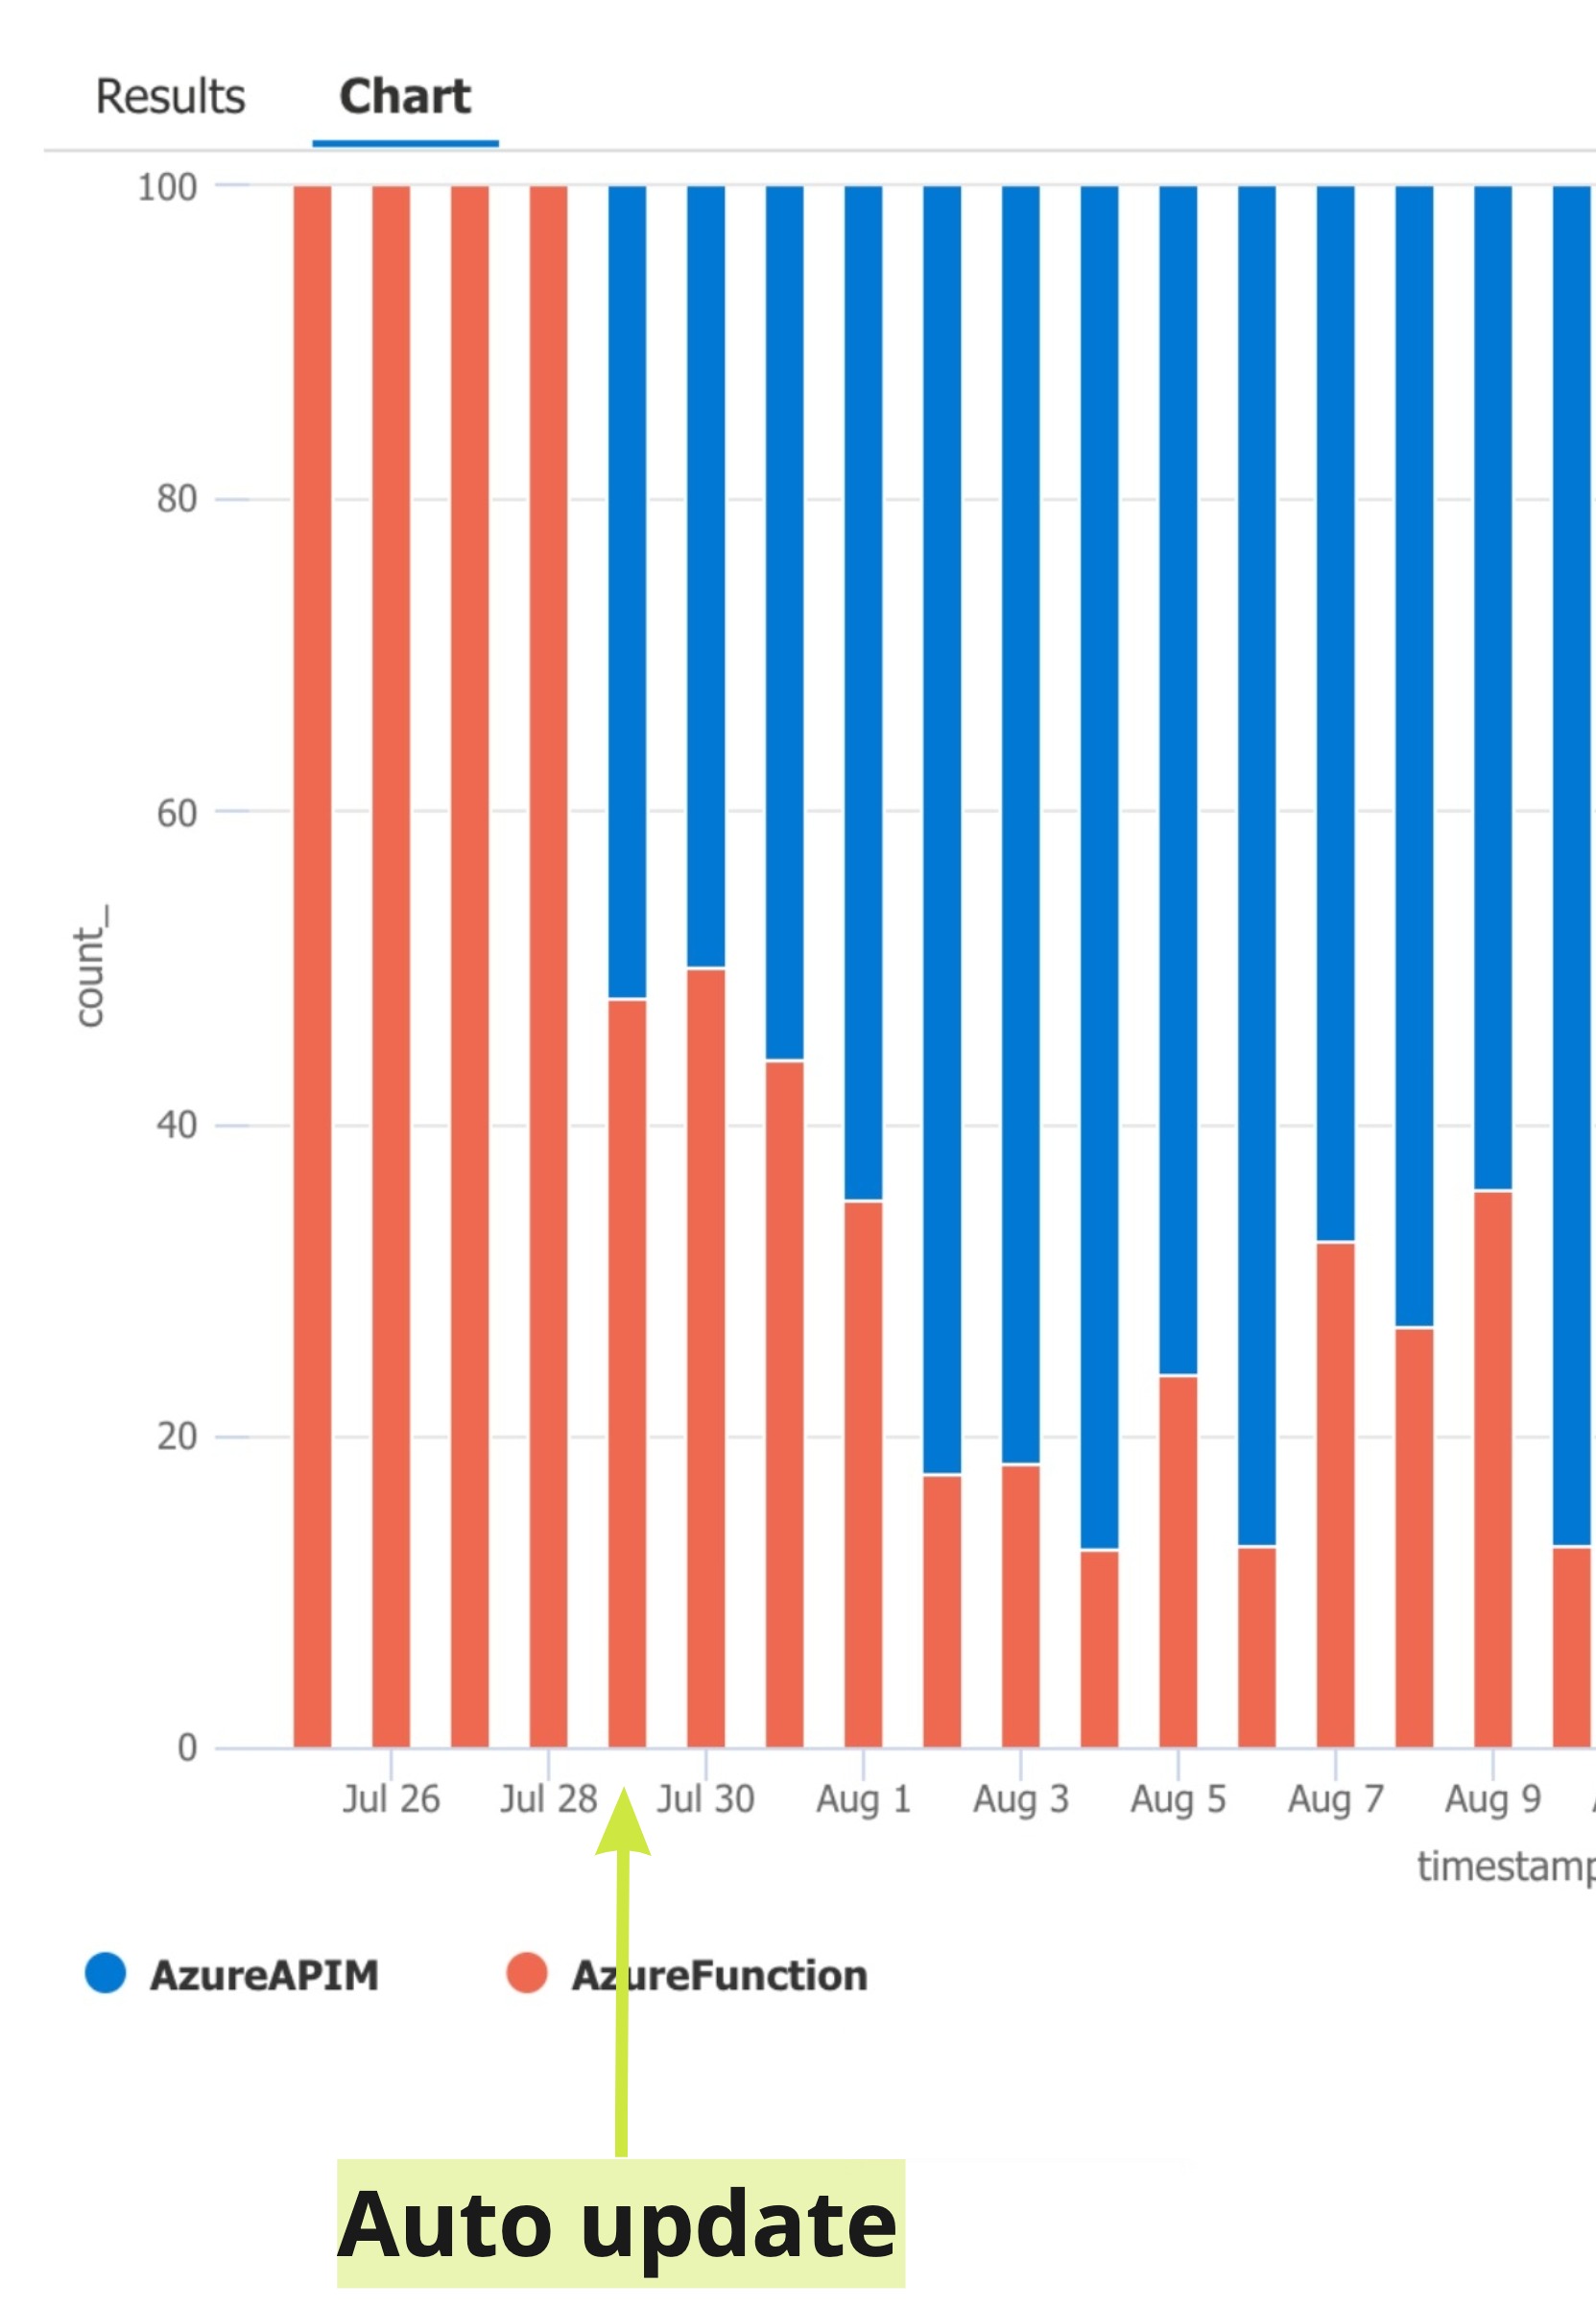 Results Chart
100
80
60
count_
40
20
0
Jul 26 Jul 28 Jul 30 Aug 1 Aug 3 Aug 5 Aug 7 Aug 9
timestamp
AzureAPIM AzureFunction
Auto update